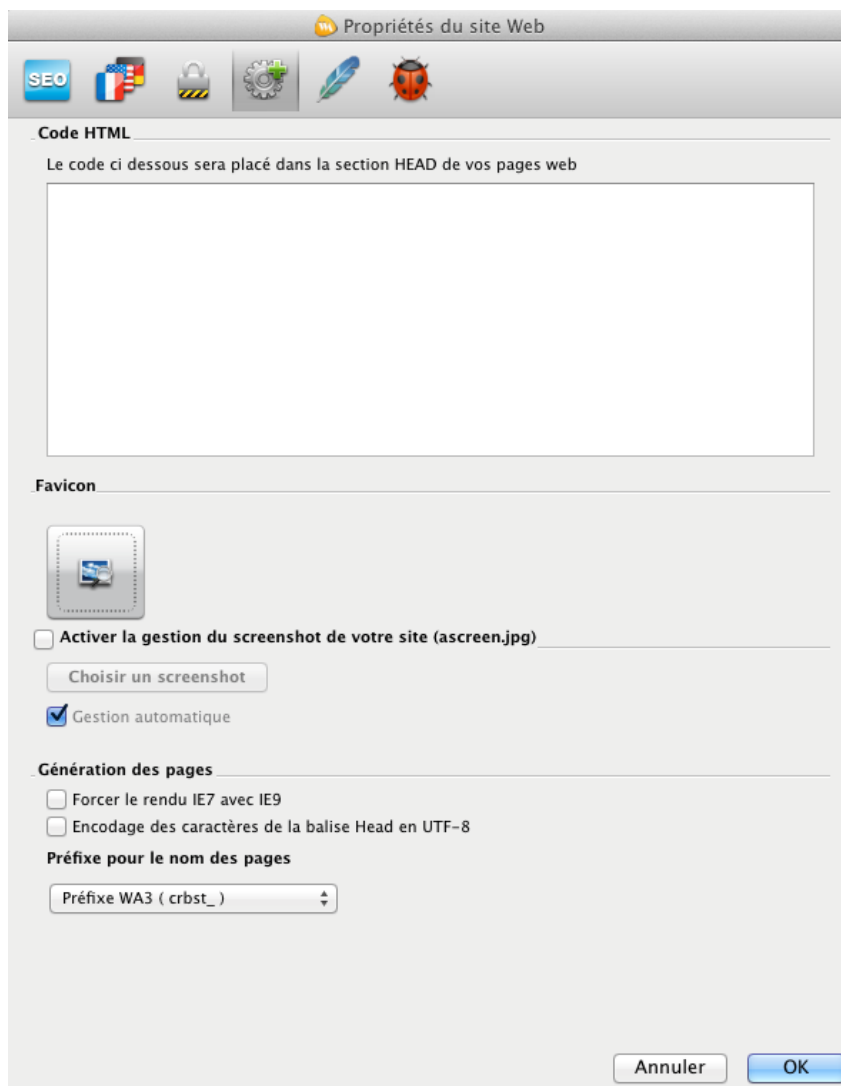 Propriétés du site Web
SEO
Code HTML
Le code ci dessous sera placé dans la section HEAD de vos pages web
Favicon
Activer la gestion du screenshot de votre site (ascreen.jpg)
Choisir un screenshot
Gestion automatique
Génération des pages
Forcer le rendu IE7 avec IE9
Encodage des caractères de la balise Head en UTF-8
Préfixe pour le nom des pages
Préfixe WA3 ( crbst_ )
Annuler OK